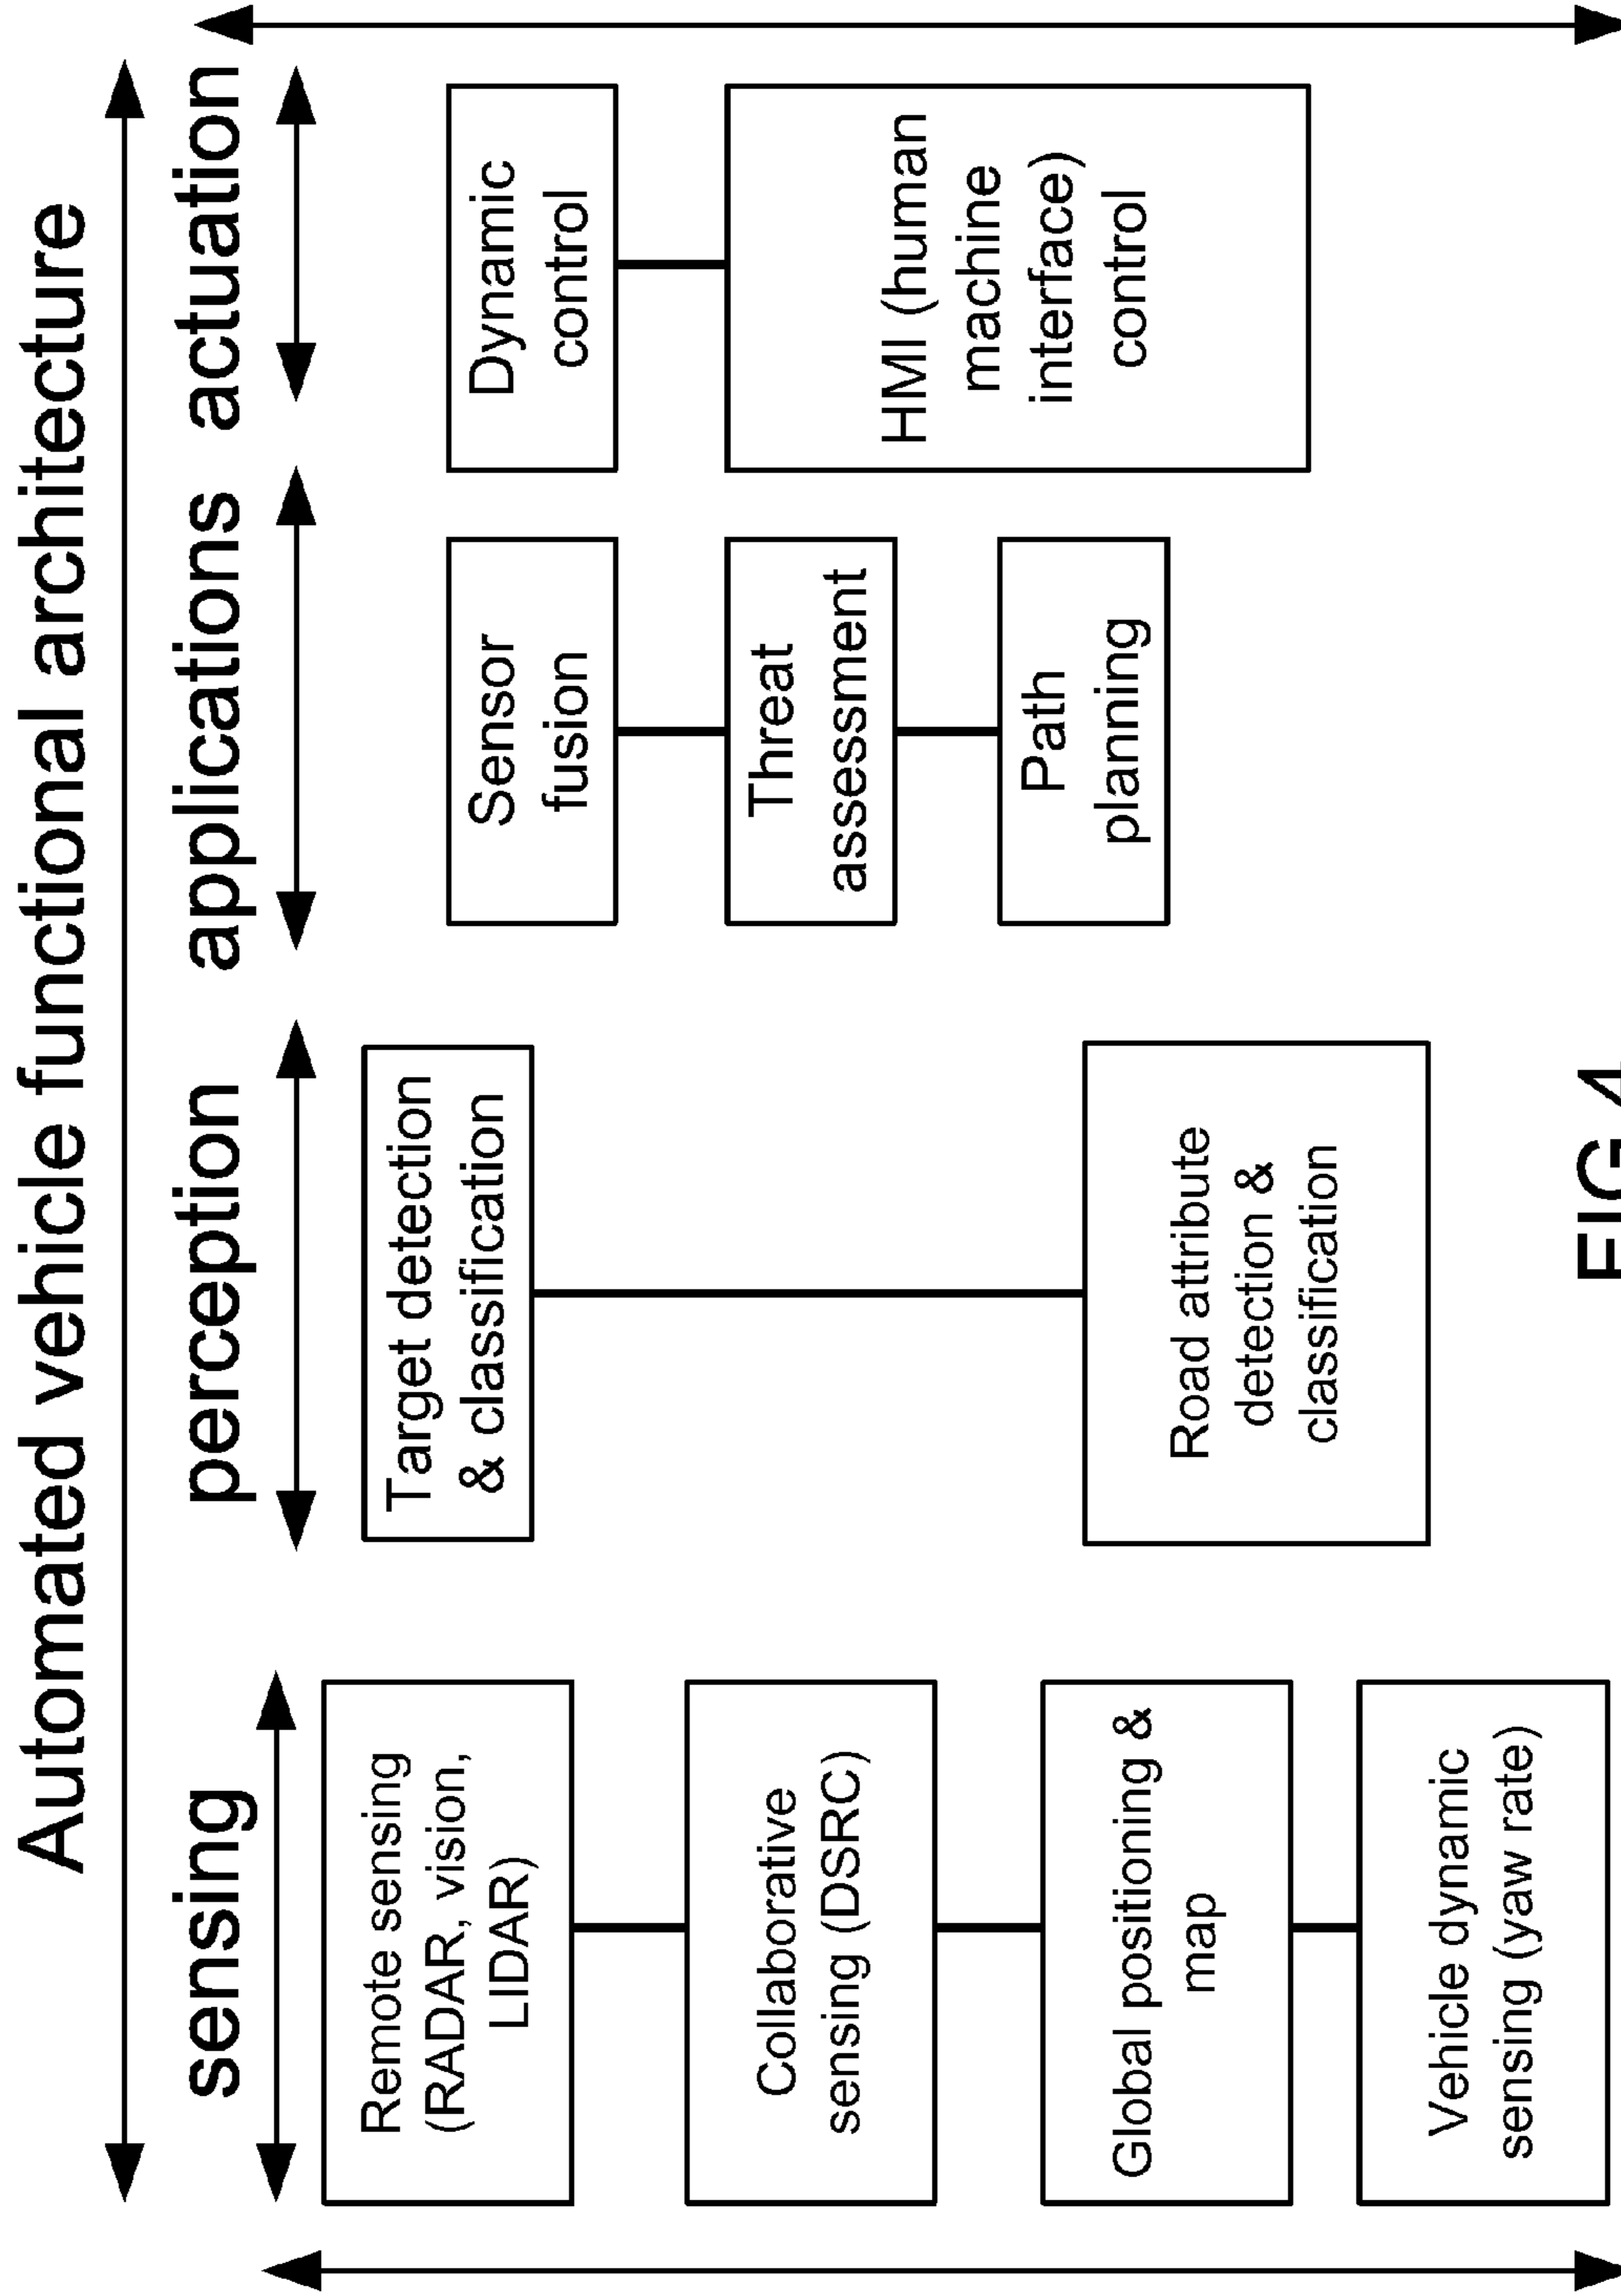 Automated vehicle functional architecture
sensing
perception
applications
actuation
Remote sensing
(RADAR, vision,
LIDAR)
Collaborative
sensing (DSRC)
Global positioning &
map
Vehicle dynamic
sensing (yaw rate)
Target detection
& classification
Road attribute
detection &
classification
Sensor
fusion
Threat
assessment
Path
planning
Dynamic
control
HMI (human
machine
interface)
control
FIG 4